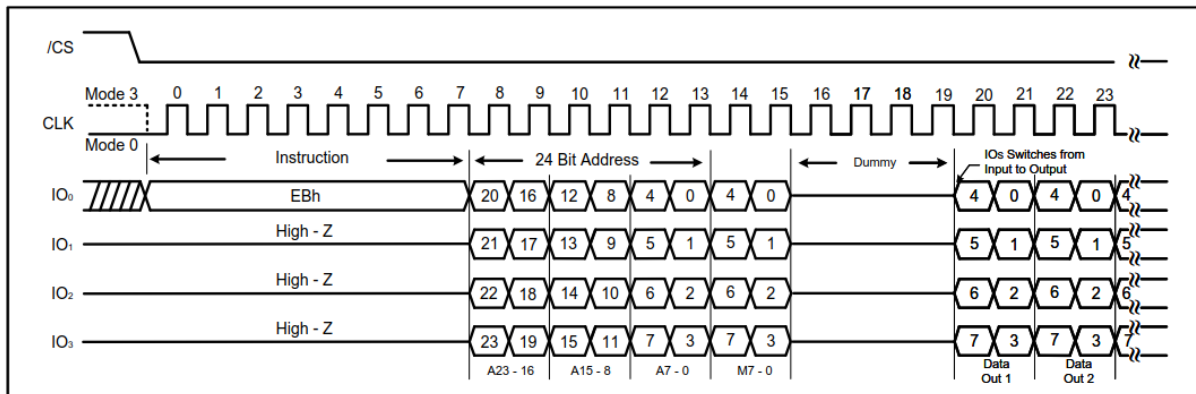 /CS
Mode 3 0 1 2 3 4 5 6 7 8 9 10 11 12 13 14 15 16 17 18 19 20 21 22 23
CLK
Mode 0
Instruction 24 Bit Address Dummy IOs Switches from
Input to Output
IO₀ EBh 20 16 12 8 4 0 4 0 4 0 4 0 4
High - Z
IO₁ 21 17 13 9 5 1 5 1 5 1 5 1 5
High - Z
IO₂ 22 18 14 10 6 2 6 2 6 2 6 2 6
High - Z
IO₃ 23 19 15 11 7 3 7 3 7 3 7 3 7
A23 - 16 A15 - 8 A7 - 0 M7 - 0 Data Data
Out 1 Out 2